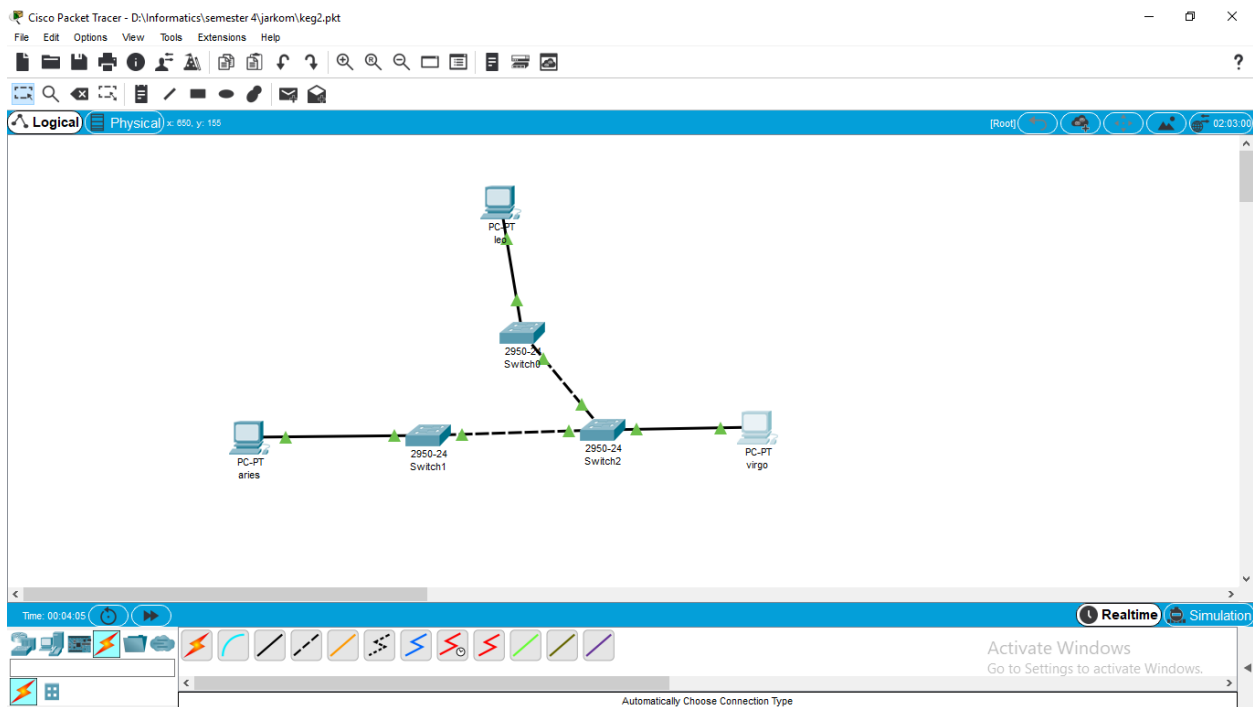 Cisco Packet Tracer - D:\Informatics\semester 4\jarkom\keg2.pkt
File Edit Options View Tools Extensions Help
?
Logical Physical x: 650, y: 155 [Root] 02:03:00
PC-PT
leo
2950-24
Switch0
PC-PT
aries
2950-24
Switch1
2950-24
Switch2
PC-PT
virgo
Time: 00:04:05 Realtime Simulation
Activate Windows
Go to Settings to activate Windows.
Automatically Choose Connection Type